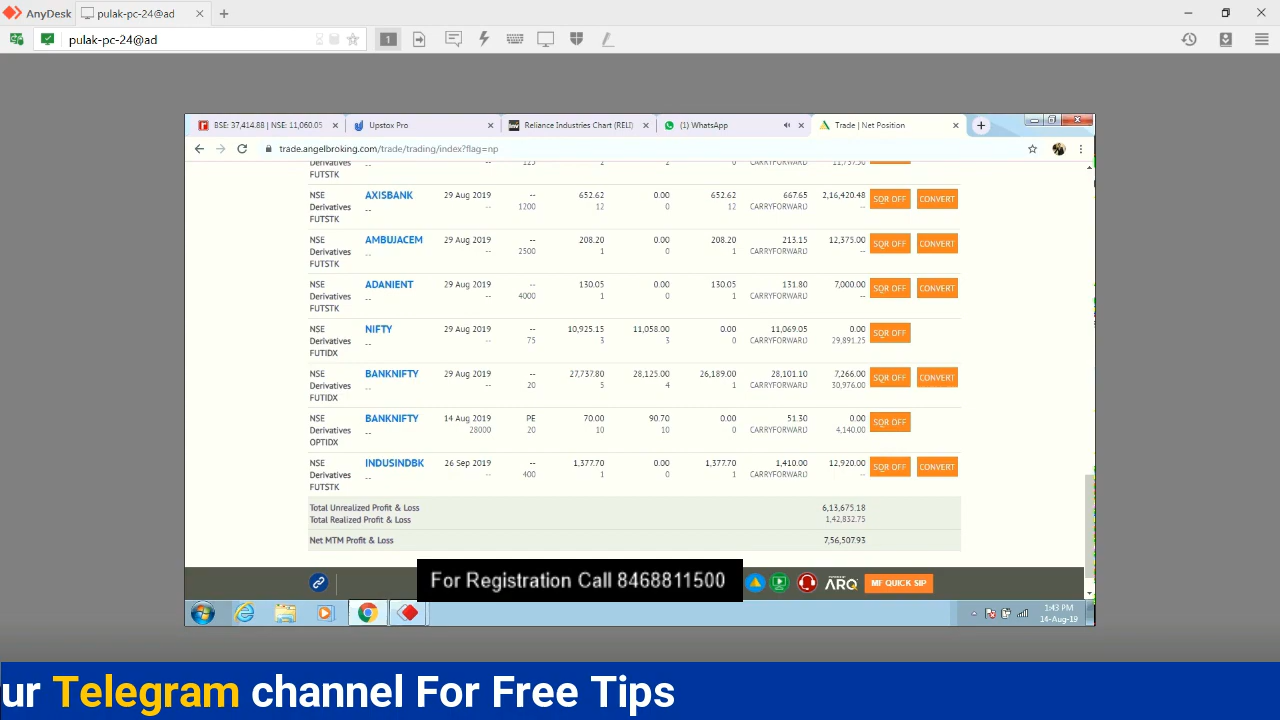 AnyDesk pulak-pc-24@ad
pulak-pc-24@ad 1
BSE: 37,414.88 | NSE: 11,060.05 Upstox Pro Reliance Industries Chart (RELI) (1) WhatsApp Trade | Net Position
trade.angelbroking.com/trade/trading/index?flag=np
Derivatives 125 2 2 0 CARRYFORWARD SQR OFF CONVERT
FUTSTK
NSE AXISBANK 29 Aug 2019 -- 652.62 0.00 652.62 667.65 2,16,420.48 SQR OFF CONVERT
Derivatives -- -- 1200 12 0 12 CARRYFORWARD --
FUTSTK
NSE AMBUJACEM 29 Aug 2019 -- 208.20 0.00 208.20 213.15 12,375.00 SQR OFF CONVERT
Derivatives -- -- 2500 1 0 1 CARRYFORWARD --
FUTSTK
NSE ADANIENT 29 Aug 2019 -- 130.05 0.00 130.05 131.80 7,000.00 SQR OFF CONVERT
Derivatives -- -- 4000 1 0 1 CARRYFORWARD --
FUTSTK
NSE NIFTY 29 Aug 2019 -- 10,925.15 11,058.00 0.00 11,069.05 0.00 SQR OFF
Derivatives -- -- 75 3 3 0 CARRYFORWARD 29,891.25
FUTIDX
NSE BANKNIFTY 29 Aug 2019 -- 27,737.80 28,125.00 26,189.00 28,101.10 7,266.00 SQR OFF CONVERT
Derivatives -- -- 20 5 4 1 CARRYFORWARD 30,976.00
FUTIDX
NSE BANKNIFTY 14 Aug 2019 PE 70.00 90.70 0.00 51.30 0.00 SQR OFF
Derivatives -- 28000 20 10 10 0 CARRYFORWARD 4,140.00
OPTIDX
NSE INDUSINDBK 26 Sep 2019 -- 1,377.70 0.00 1,377.70 1,410.00 12,920.00 SQR OFF CONVERT
Derivatives -- -- 400 1 0 1 CARRYFORWARD --
FUTSTK
Total Unrealized Profit & Loss 6,13,675.18
Total Realized Profit & Loss 1,42,832.75
Net MTM Profit & Loss 7,56,507.93
For Registration Call 8468811500 ARQ MF QUICK SIP
1:43 PM
14-Aug-19
ur Telegram channel For Free Tips